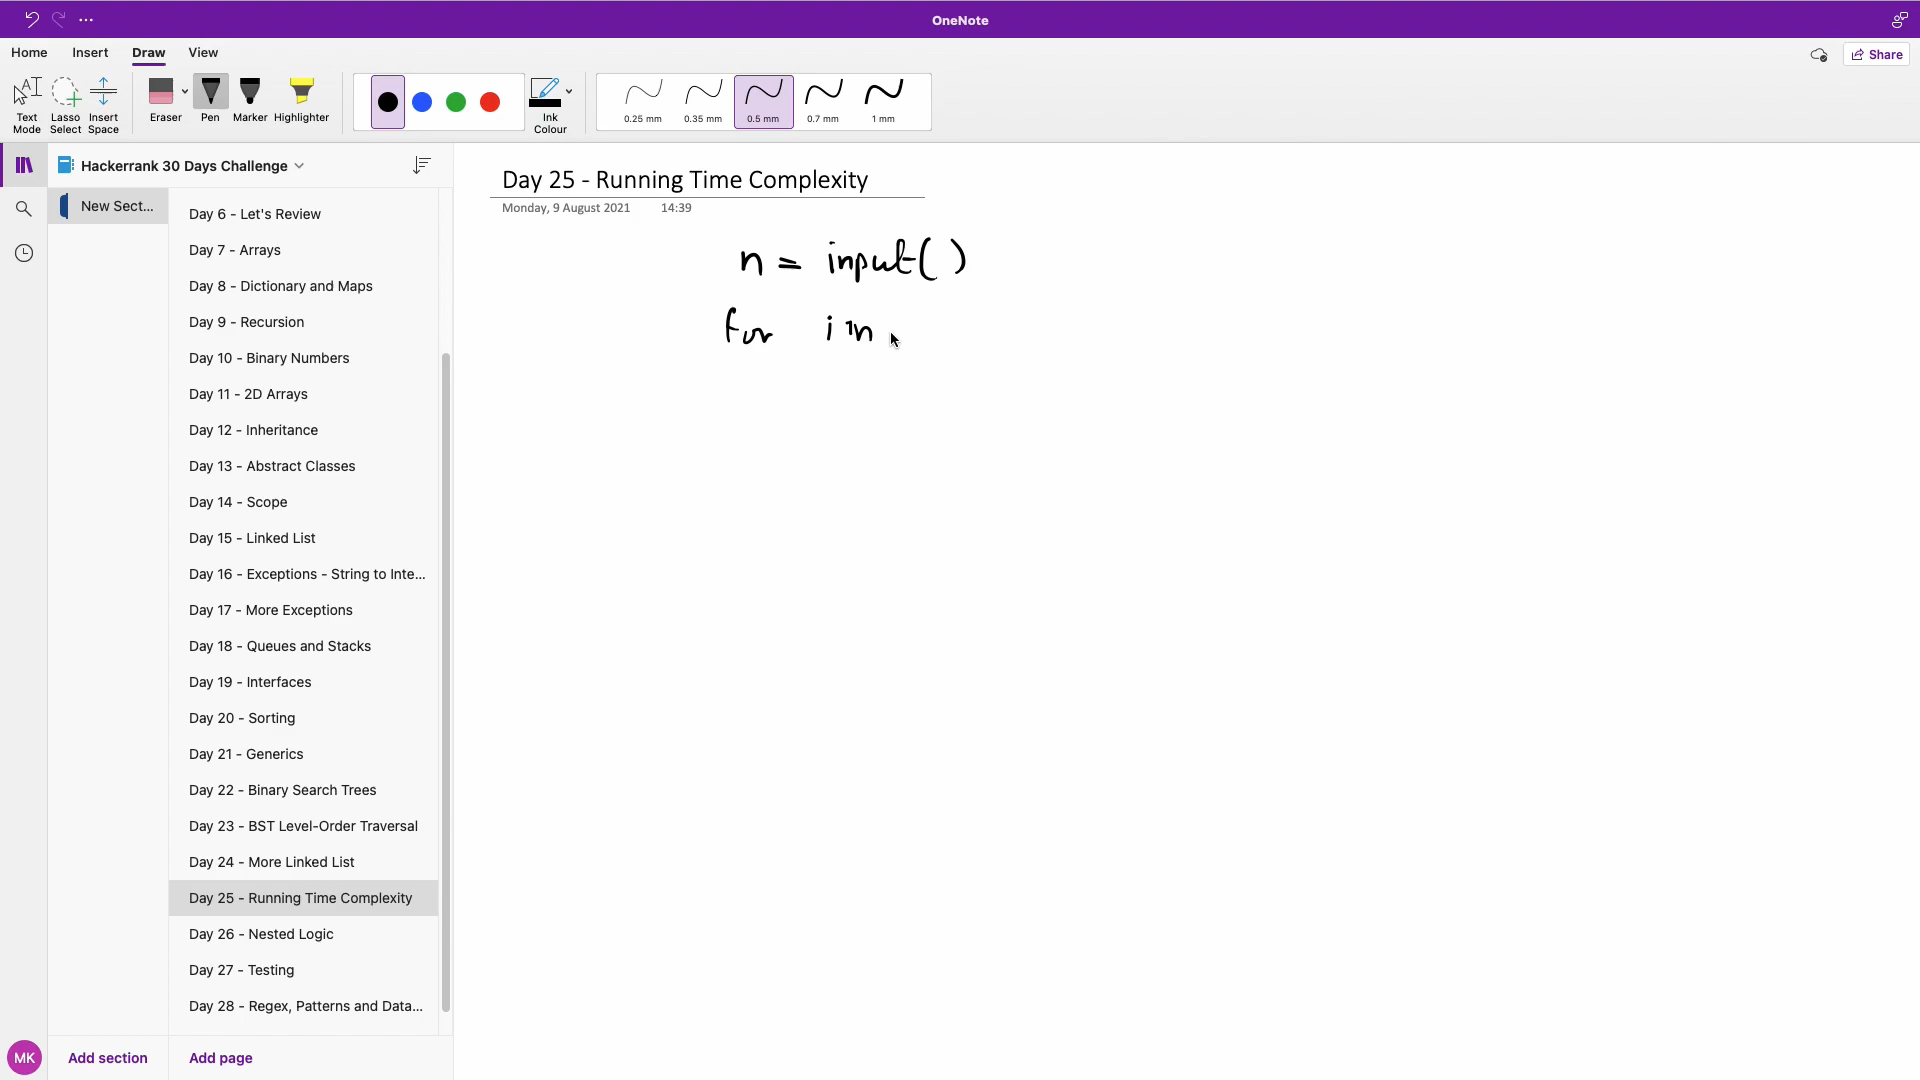 OneNote
Home Insert Draw View
Share
Text Mode
Lasso Select
Insert Space
Eraser
Pen
Marker
Highlighter
Ink Colour
0.25 mm
0.35 mm
0.5 mm
0.7 mm
1 mm
Hackerrank 30 Days Challenge
New Sect...
Day 6 - Let's Review
Day 7 - Arrays
Day 8 - Dictionary and Maps
Day 9 - Recursion
Day 10 - Binary Numbers
Day 11 - 2D Arrays
Day 12 - Inheritance
Day 13 - Abstract Classes
Day 14 - Scope
Day 15 - Linked List
Day 16 - Exceptions - String to Inte...
Day 17 - More Exceptions
Day 18 - Queues and Stacks
Day 19 - Interfaces
Day 20 - Sorting
Day 21 - Generics
Day 22 - Binary Search Trees
Day 23 - BST Level-Order Traversal
Day 24 - More Linked List
Day 25 - Running Time Complexity
Day 26 - Nested Logic
Day 27 - Testing
Day 28 - Regex, Patterns and Data...
MK
Add section
Add page
Day 25 - Running Time Complexity
Monday, 9 August 2021 14:39
n = input( )
for i in